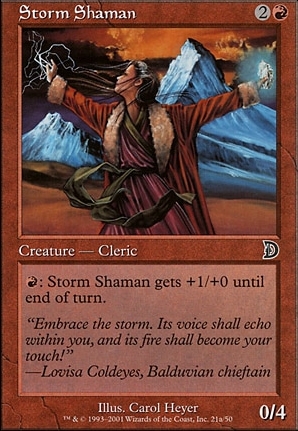 Storm Shaman 2
Creature — Cleric
: Storm Shaman gets +1/+0 until
end of turn.
“Embrace the storm. Its voice shall echo
within you, and its fire shall become your
touch!”
—Lovisa Coldeyes, Balduvian chieftain
Illus. Carol Heyer
0/4
™ & © 1993–2001 Wizards of the Coast, Inc. 21a/50